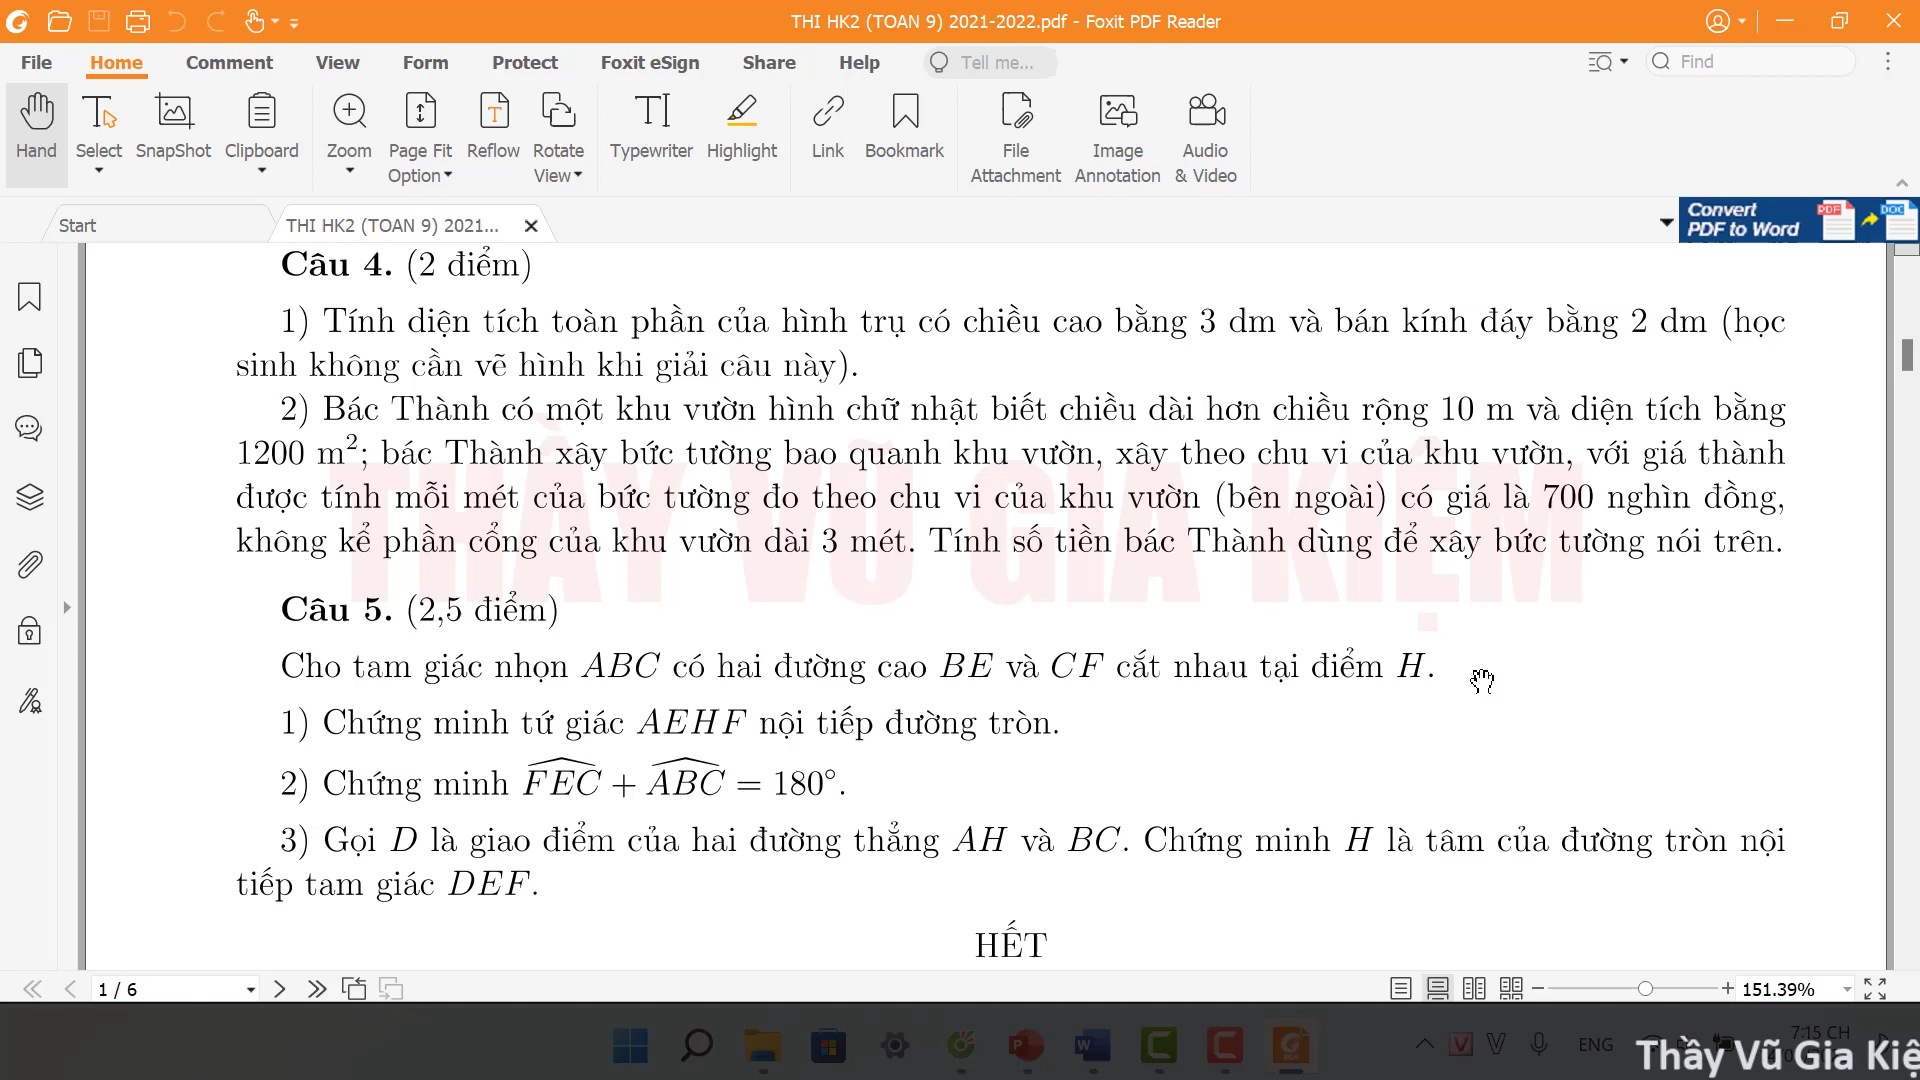 THI HK2 (TOAN 9) 2021-2022.pdf - Foxit PDF Reader
File Home Comment View Form Protect Foxit eSign Share Help Tell me... Find
Hand Select SnapShot Clipboard Zoom Page Fit Option Reflow Rotate View Typewriter Highlight Link Bookmark File Attachment Image Annotation Audio & Video
Start THI HK2 (TOAN 9) 2021... Convert PDF to Word PDF DOC
Câu 4. (2 điểm)
1) Tính diện tích toàn phần của hình trụ có chiều cao bằng 3 dm và bán kính đáy bằng 2 dm (học
sinh không cần vẽ hình khi giải câu này).
2) Bác Thành có một khu vườn hình chữ nhật biết chiều dài hơn chiều rộng 10 m và diện tích bằng
1200 m²; bác Thành xây bức tường bao quanh khu vườn, xây theo chu vi của khu vườn, với giá thành
được tính mỗi mét của bức tường đo theo chu vi của khu vườn (bên ngoài) có giá là 700 nghìn đồng,
không kể phần cổng của khu vườn dài 3 mét. Tính số tiền bác Thành dùng để xây bức tường nói trên.
THẦY VŨ GIA KIỆM
Câu 5. (2,5 điểm)
Cho tam giác nhọn ABC có hai đường cao BE và CF cắt nhau tại điểm H.
1) Chứng minh tứ giác AEHF nội tiếp đường tròn.
2) Chứng minh FEC + ABC = 180°.
3) Gọi D là giao điểm của hai đường thẳng AH và BC. Chứng minh H là tâm của đường tròn nội
tiếp tam giác DEF.
HẾT
1 / 6 151.39%
ENG 7:15 CH
Thầy Vũ Gia Kiệ